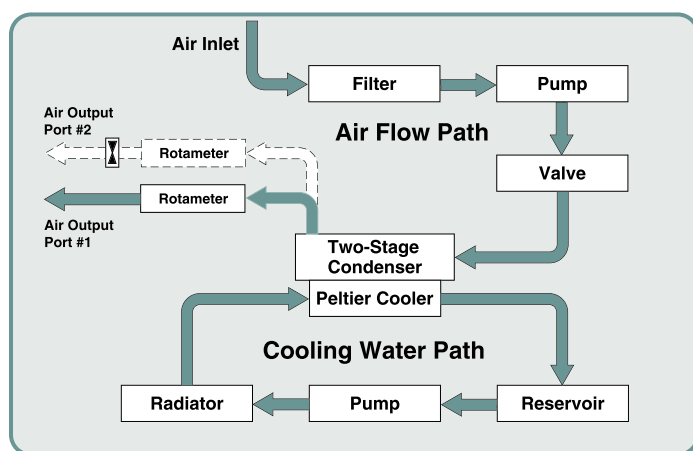 Air Inlet
Filter
Pump
Air Output
Port #2
Rotameter
Air Flow Path
Valve
Rotameter
Air Output
Port #1
Two-Stage
Condenser
Peltier Cooler
Cooling Water Path
Radiator
Pump
Reservoir